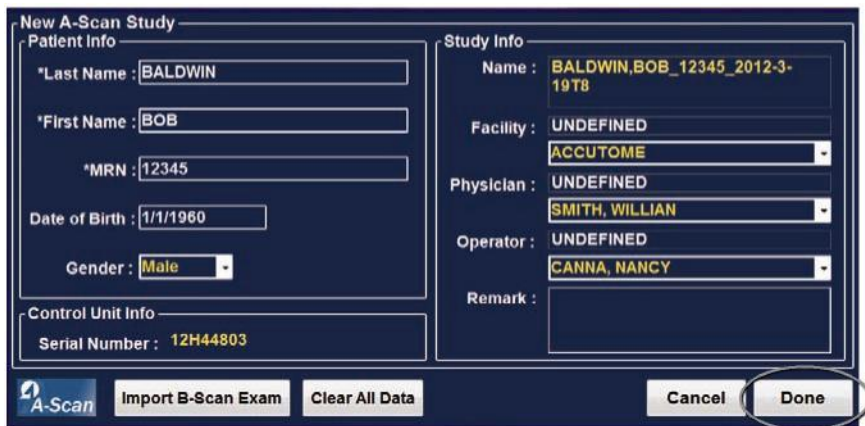 New A-Scan Study
Patient Info
*Last Name : BALDWIN
*First Name : BOB
*MRN : 12345
Date of Birth : 1/1/1960
Gender : Male
Control Unit Info
Serial Number : 12H44803
Study Info
Name : BALDWIN,BOB_12345_2012-3-
19T8
Facility : UNDEFINED
ACCUTOME
Physician : UNDEFINED
SMITH, WILLIAN
Operator : UNDEFINED
CANNA, NANCY
Remark :
A-Scan
Import B-Scan Exam
Clear All Data
Cancel
Done